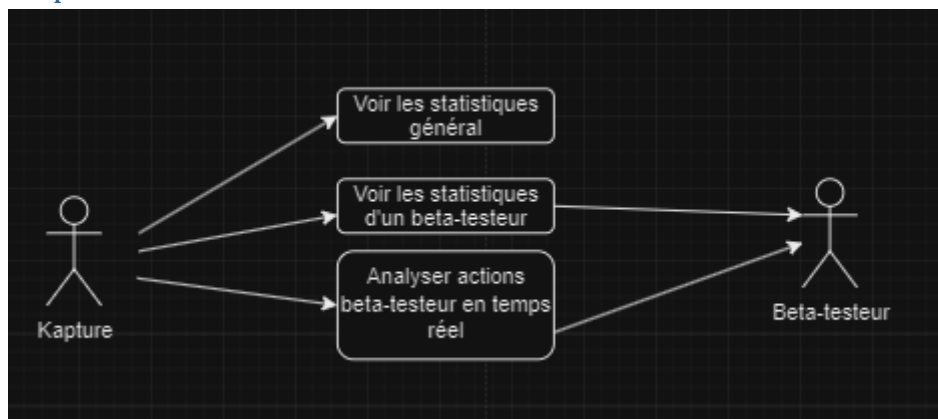 Voir les statistiques
général
Voir les statistiques
d'un beta-testeur
Analyser actions
beta-testeur en temps
réel
Kapture
Beta-testeur